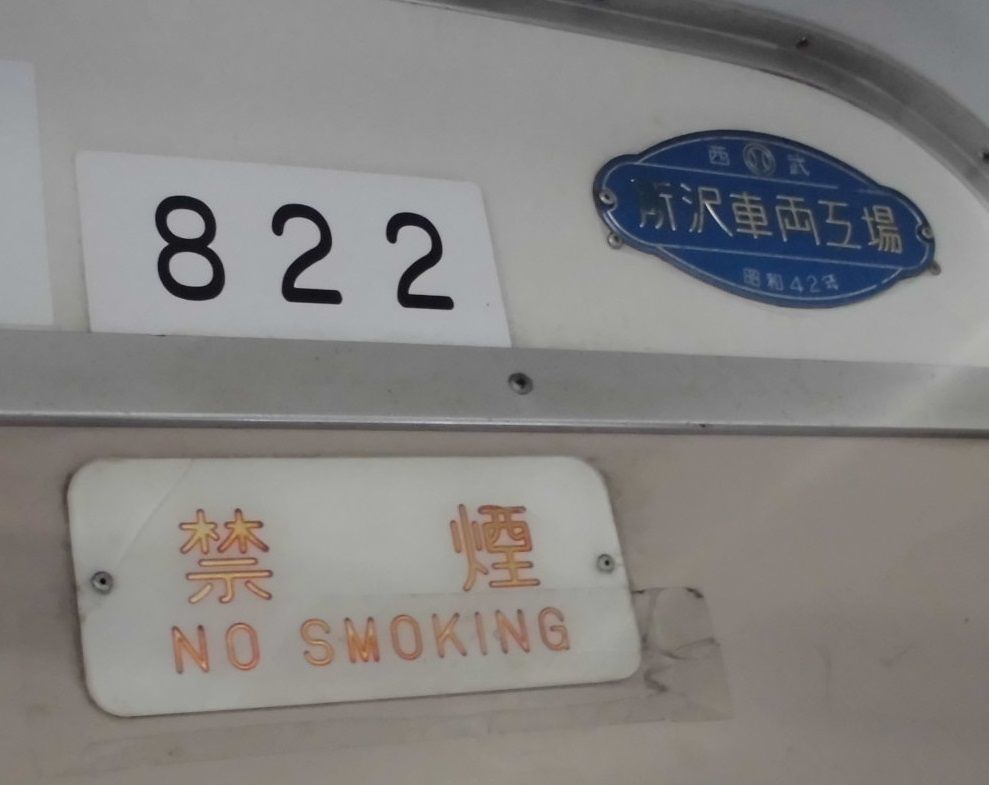 822
西 武
所沢車両工場
昭和42年
禁 煙
NO SMOKING